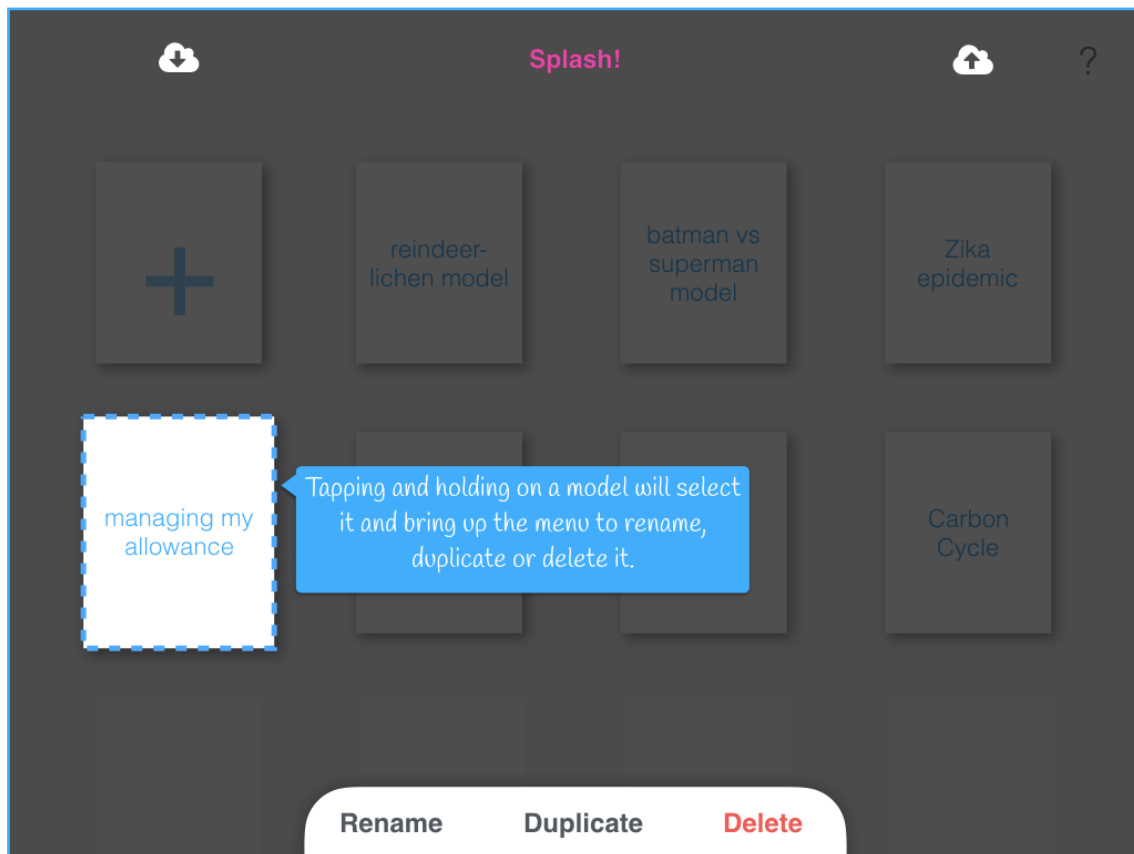 Splash!
?
+
reindeer-
lichen model
batman vs
superman
model
Zika
epidemic
managing my
allowance
Tapping and holding on a model will select
it and bring up the menu to rename,
duplicate or delete it.
Carbon
Cycle
Rename Duplicate Delete